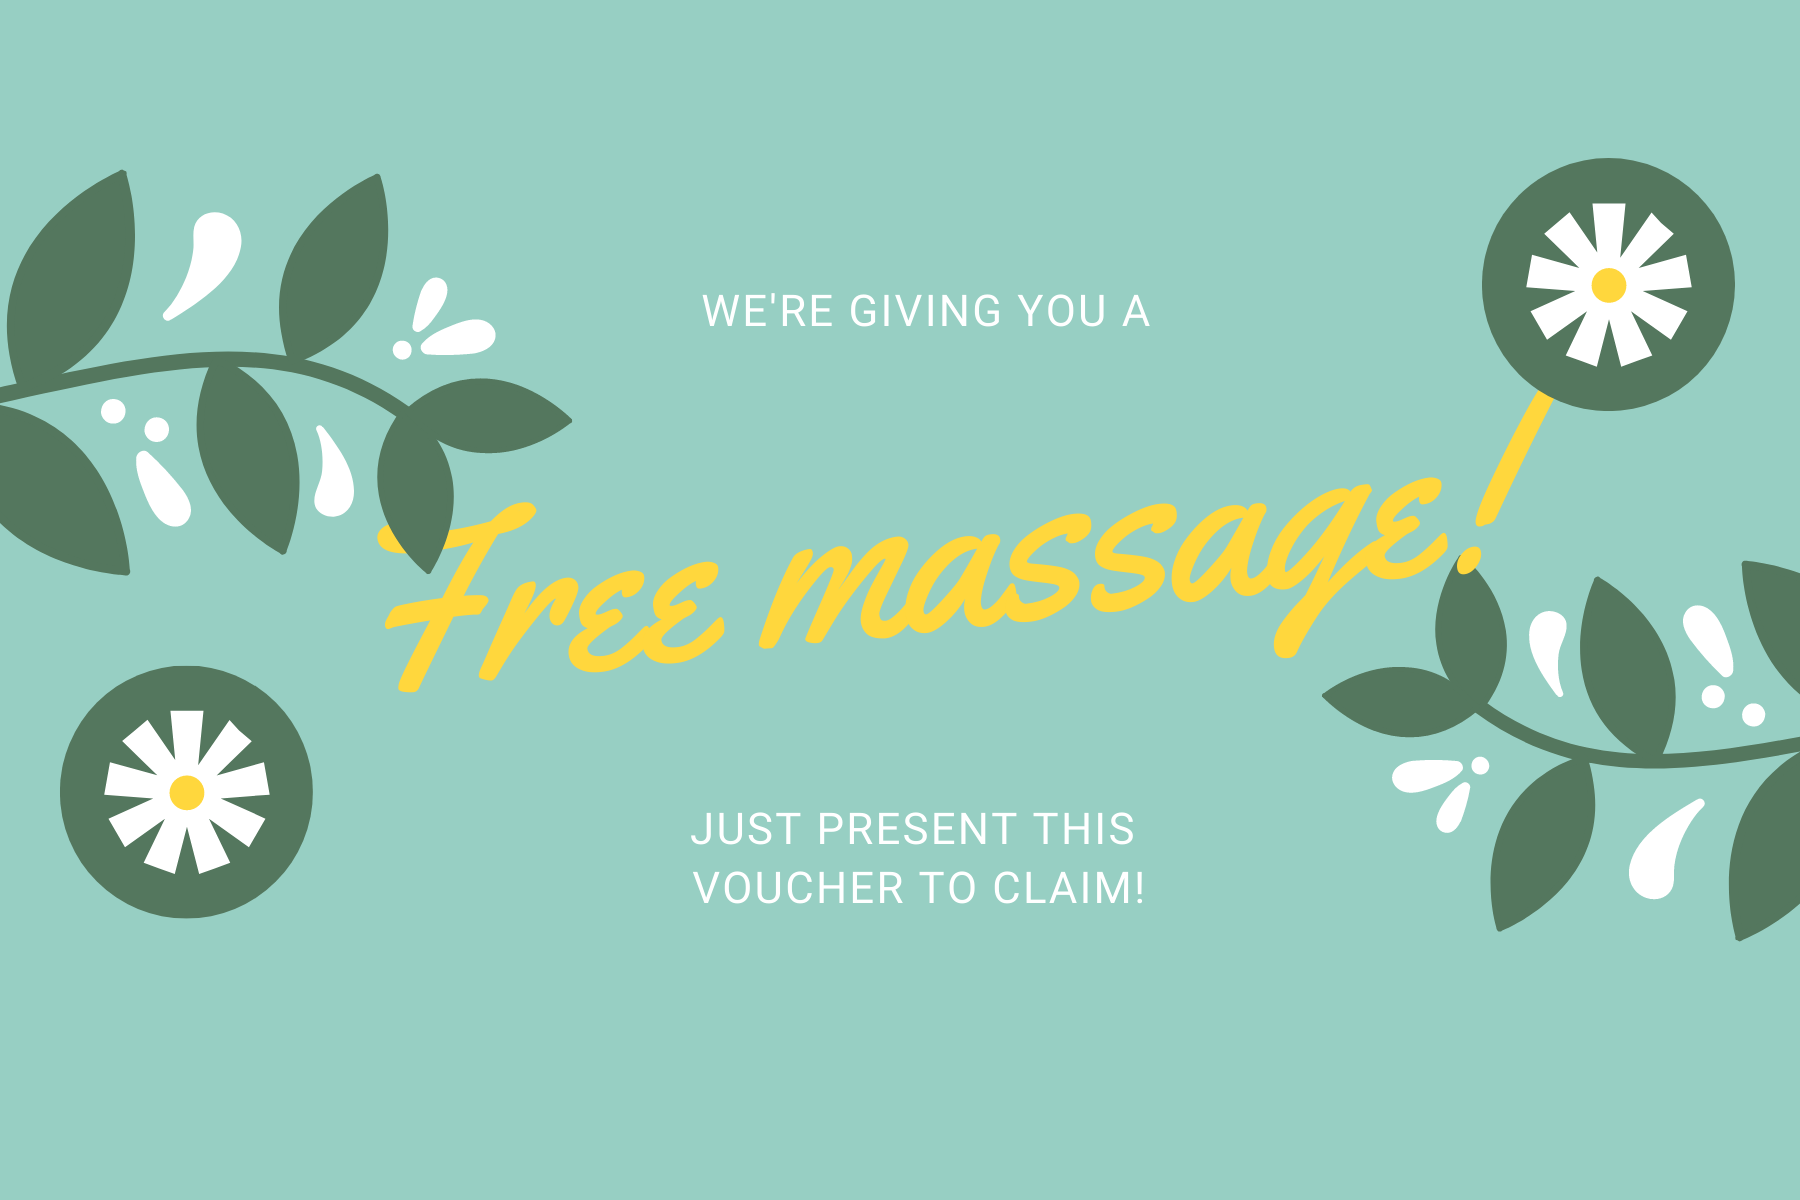 WE'RE GIVING YOU A
Free massage!
JUST PRESENT THIS
VOUCHER TO CLAIM!